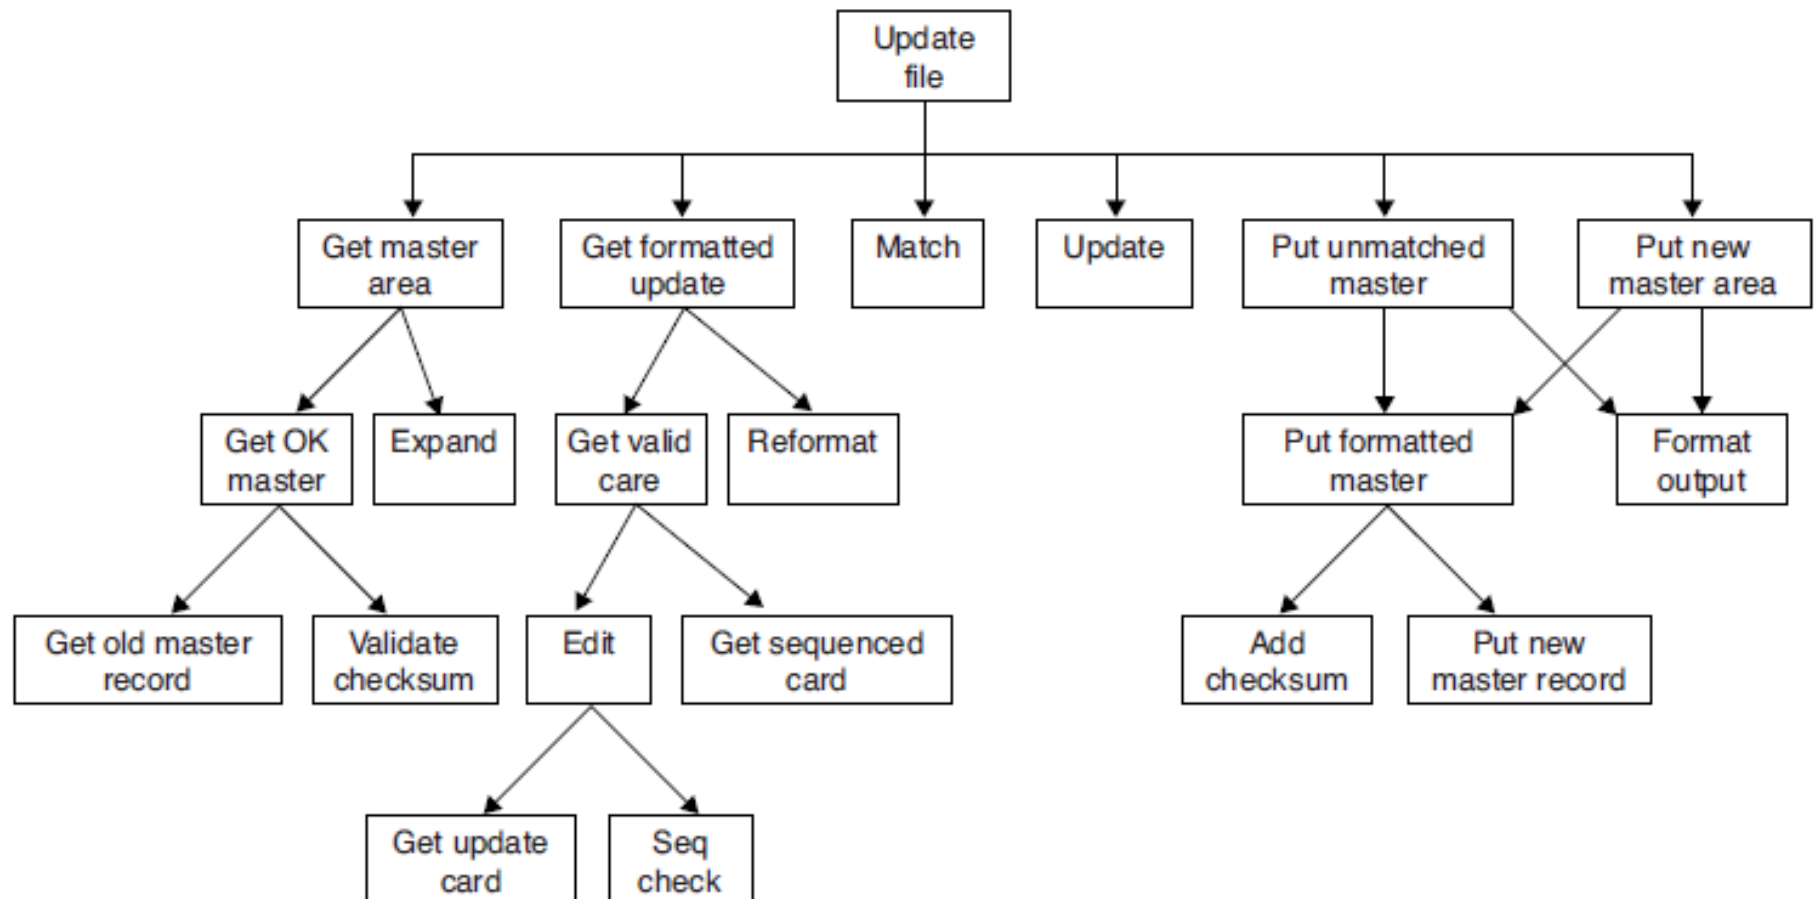 Update
file
Get master
area
Get formatted
update
Match
Update
Put unmatched
master
Put new
master area
Get OK
master
Expand
Get valid
care
Reformat
Put formatted
master
Format
output
Get old master
record
Validate
checksum
Edit
Get sequenced
card
Add
checksum
Put new
master record
Get update
card
Seq
check